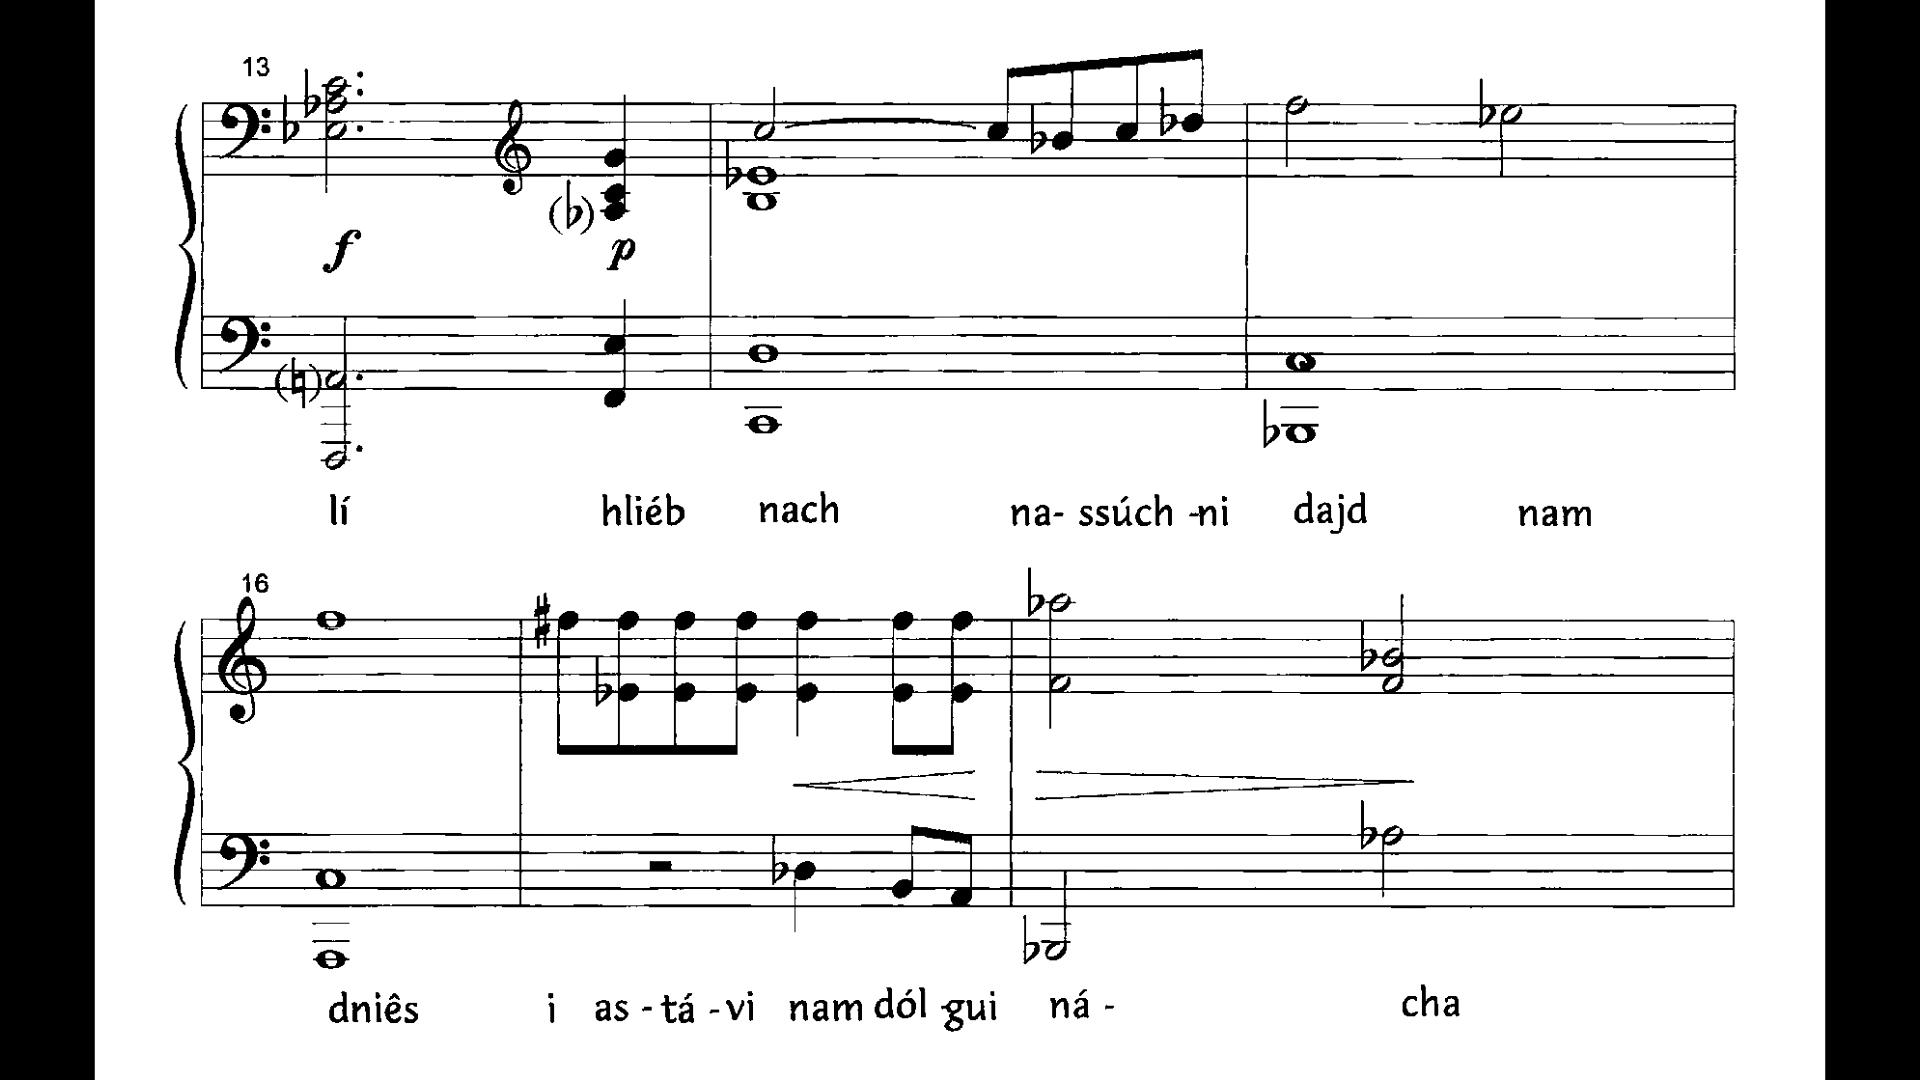 13
f p
lí hliéb nach na- ssúch -ni dajd nam
16
dniês i as - tá - vi nam dól -gui ná - cha